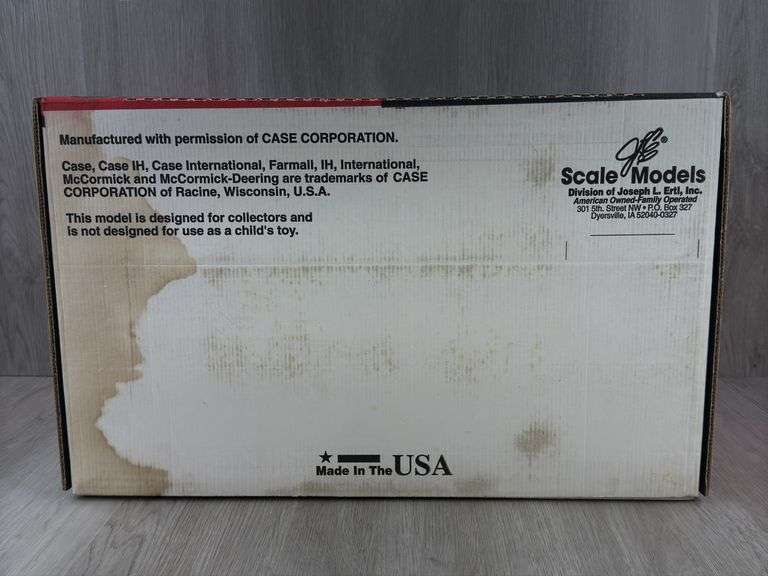 Manufactured with permission of CASE CORPORATION.
Case, Case IH, Case International, Farmall, IH, International,
McCormick and McCormick-Deering are trademarks of CASE
CORPORATION of Racine, Wisconsin, U.S.A.
This model is designed for collectors and
is not designed for use as a child's toy.
JLE®
Scale Models
Division of Joseph L. Ertl, Inc.
American Owned-Family Operated
301 5th. Street NW • P.O. Box 327
Dyersville, IA 52040-0327
Made In The USA